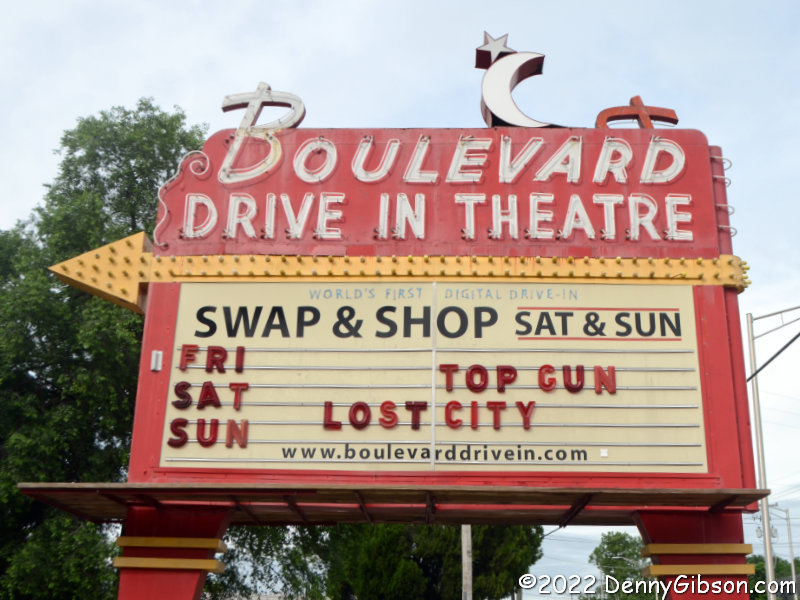 BOULEVARD
DRIVE IN THEATRE
WORLD'S FIRST DIGITAL DRIVE-IN
SWAP & SHOP SAT & SUN
FRI
SAT TOP GUN
SUN LOST CITY
www.boulevarddrivein.com
©2022 DennyGibson.com